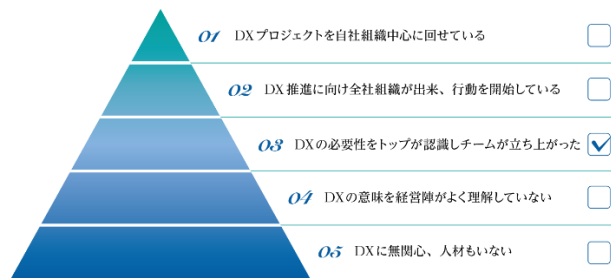 01 DXプロジェクトを自社組織中心に回せている
02 DX推進に向け全社組織が出来、行動を開始している
03 DXの必要性をトップが認識しチームが立ち上がった
04 DXの意味を経営陣がよく理解していない
05 DXに無関心、人材もいない